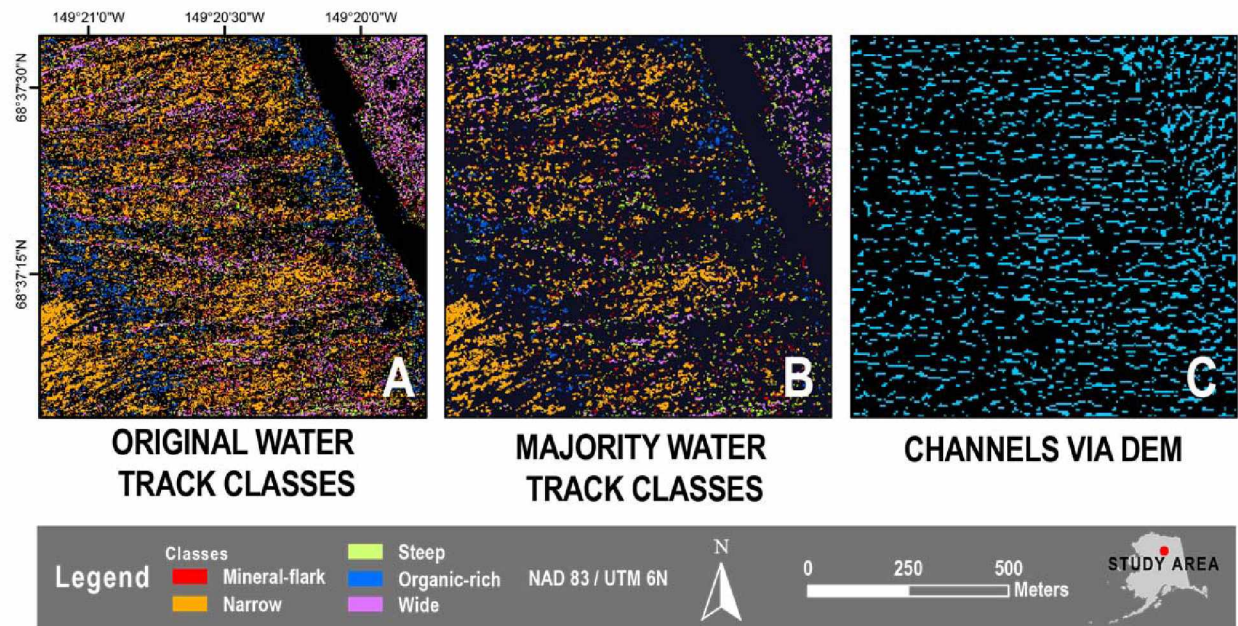 149°21'0"W 149°20'30"W 149°20'0"W
68°37'30"N
68°37'15"N
A
B
C
ORIGINAL WATER
TRACK CLASSES
MAJORITY WATER
TRACK CLASSES
CHANNELS VIA DEM
Legend
Classes
Mineral-flark
Narrow
Steep
Organic-rich
Wide
NAD 83 / UTM 6N
N
0 250 500
Meters
STUDY AREA